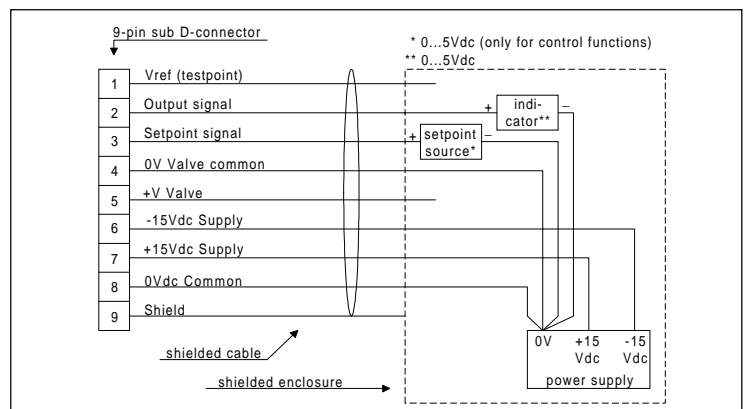 9-pin sub D-connector
* 0...5Vdc (only for control functions)
** 0...5Vdc
1 Vref (testpoint)
2 Output signal
3 Setpoint signal
4 0V Valve common
5 +V Valve
6 -15Vdc Supply
7 +15Vdc Supply
8 0Vdc Common
9 Shield
+ indi- −
cator**
+ setpoint −
source*
shielded cable
shielded enclosure
0V +15 -15
Vdc Vdc
power supply